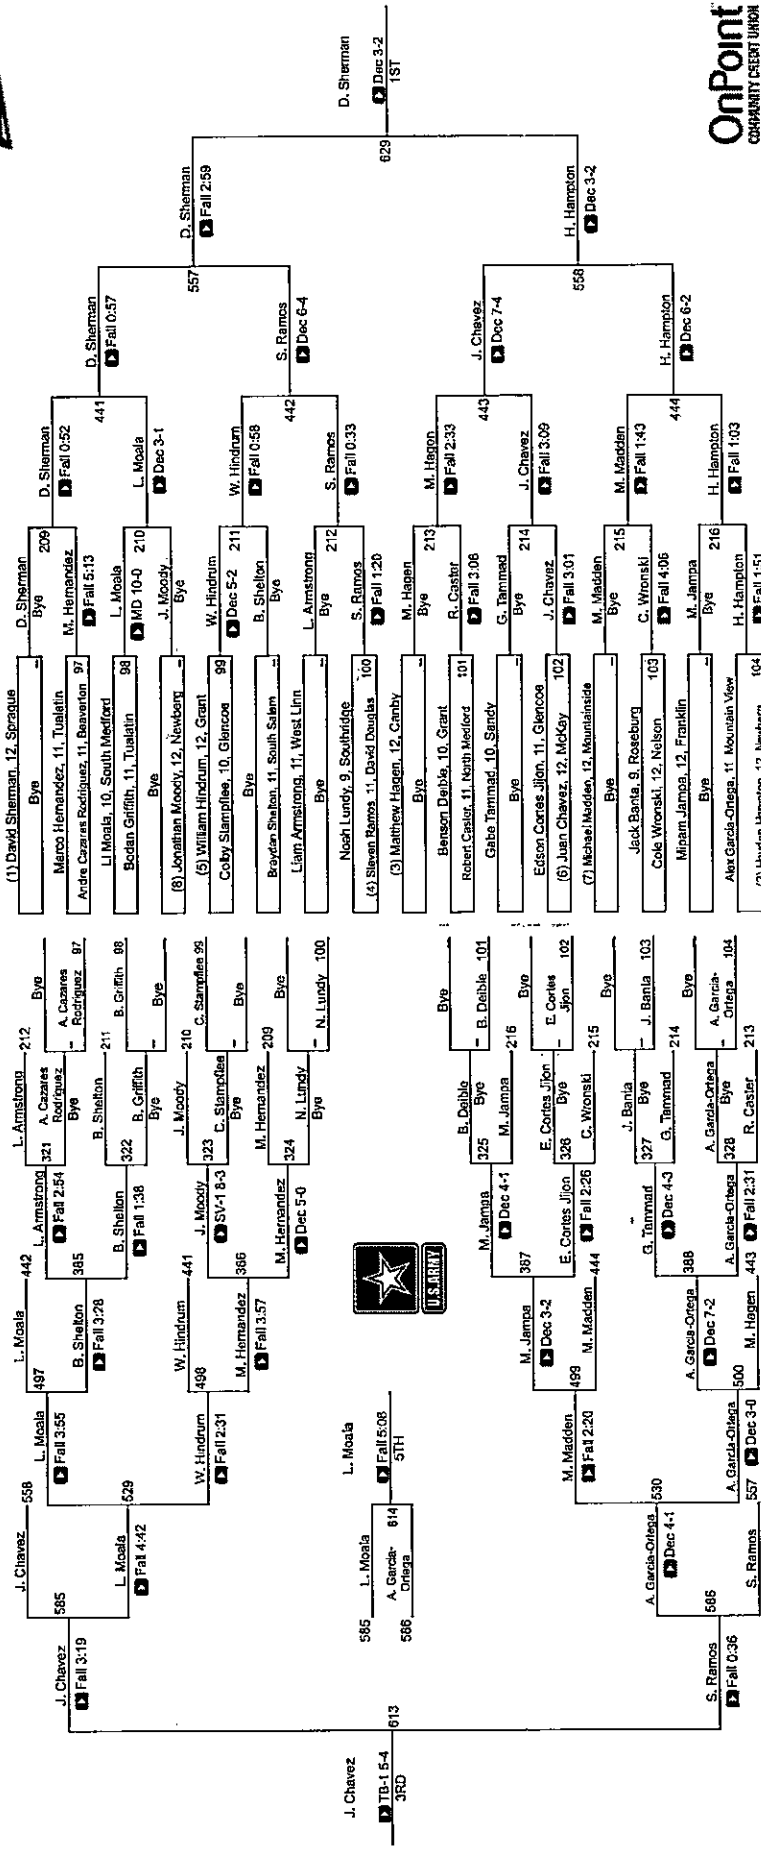 (1) David Sherman, 12, Sprague
Bye
Marco Hernandez, 11, Tualatin
Andre Cazares Rodriguez, 11, Beaverton
97
Li Moala, 10, South Medford
Bodan Griffith, 11, Tualatin
98
Bye
(8) Jonathan Moody, 12, Newberg
(5) William Hindrum, 12, Grant
Colby Stampflee, 10, Glencoe
99
Bye
Braydan Shelton, 11, South Salem
Liam Armstrong, 11, West Linn
Bye
Noah Lundy, 9, Southridge
(4) Steven Ramos, 11, David Douglas
100
(3) Matthew Hagen, 12, Canby
Bye
Benson Deible, 10, Grant
Robert Caster, 11, North Medford
101
Gabe Tammad, 10, Sandy
Bye
Edson Cortes Jijon, 11, Glencoe
(6) Juan Chavez, 12, McKay
102
(7) Michael Madden, 12, Mountainside
Bye
Jack Banta, 9, Roseburg
Cole Wronski, 12, Nelson
103
Minam Jampa, 12, Franklin
Bye
Alex Garcia-Ortega, 11 Mountain View
104
D. Sherman
Bye
209
M. Hernandez
Fall 5:13
L. Moala
MD 10-0
210
J. Moody
Bye
W. Hindrum
Dec 5-2
211
B. Shelton
Bye
L. Armstrong
Bye
212
S. Ramos
Fall 1:20
M. Hagen
Bye
213
R. Caster
Fall 3:06
G. Tammad
Bye
214
J. Chavez
Fall 3:01
M. Madden
Bye
215
C. Wronski
Fall 4:06
M. Jampa
Bye
216
H. Hampton
Fall 1:51
D. Sherman
Fall 0:52
441
L. Moala
Dec 3-1
W. Hindrum
Fall 0:58
442
S. Ramos
Fall 0:33
M. Hagen
Fall 2:33
443
J. Chavez
Fall 3:09
M. Madden
Fall 1:43
444
H. Hampton
Fall 1:03
D. Sherman
Fall 0:57
557
S. Ramos
Dec 6-4
J. Chavez
Dec 7-4
558
H. Hampton
Dec 6-2
D. Sherman
Fall 2:59
629
H. Hampton
Dec 3-2
D. Sherman
Dec 3-2
1ST
OnPoint
COMMUNITY CREDIT UNION
Bye
A. Cazares
Rodriguez
97
B. Griffith 98
Bye
C. Stampflee 99
Bye
Bye
N. Lundy 100
Bye
B. Deible 101
Bye
E. Cortes
Jijon
102
Bye
J. Banta 103
Bye
A. Garcia-
Ortega
104
L. Armstrong 212
321
A. Cazares
Rodriguez
Bye
B. Shelton 211
322
B. Griffith
Bye
J. Moody 210
323
C. Stampflee
Bye
M. Hernandez 209
324
N. Lundy
Bye
B. Deible
Bye
325
M. Jampa 216
E. Cortes Jijon
Bye
326
C. Wronski 215
J. Banta
Bye
327
G. Tammad 214
A. Garcia-Ortega
Bye
328
R. Caster 213
L. Armstrong
Fall 2:54
385
B. Shelton
Fall 1:38
J. Moody
SV-1 8-3
386
M. Hernandez
Dec 5-0
M. Jampa
Dec 4-1
387
E. Cortes Jijon
Fall 2:26
G. Tammad
Dec 4-3
388
A. Garcia-Ortega
Fall 2:31
L. Moala 442
497
B. Shelton
Fall 3:28
W. Hindrum 441
498
M. Hernandez
Fall 3:57
M. Jampa
Dec 3-2
499
M. Madden 444
A. Garcia-Ortega
Dec 7-2
500
M. Hagen 443
L. Moala
Fall 3:55
529
W. Hindrum
Fall 2:31
M. Madden
Fall 2:20
530
A. Garcia-Ortega
Dec 3-0
J. Chavez 558
585
L. Moala
Fall 4:42
A. Garcia-Ortega
Dec 4-1
586
S. Ramos 557
J. Chavez
Fall 3:19
613
S. Ramos
Fall 0:36
J. Chavez
TB-1 5-4
3RD
585 L. Moala
614
A. Garcia-
Ortega
586
L. Moala
Fall 5:08
5TH
U.S. ARMY